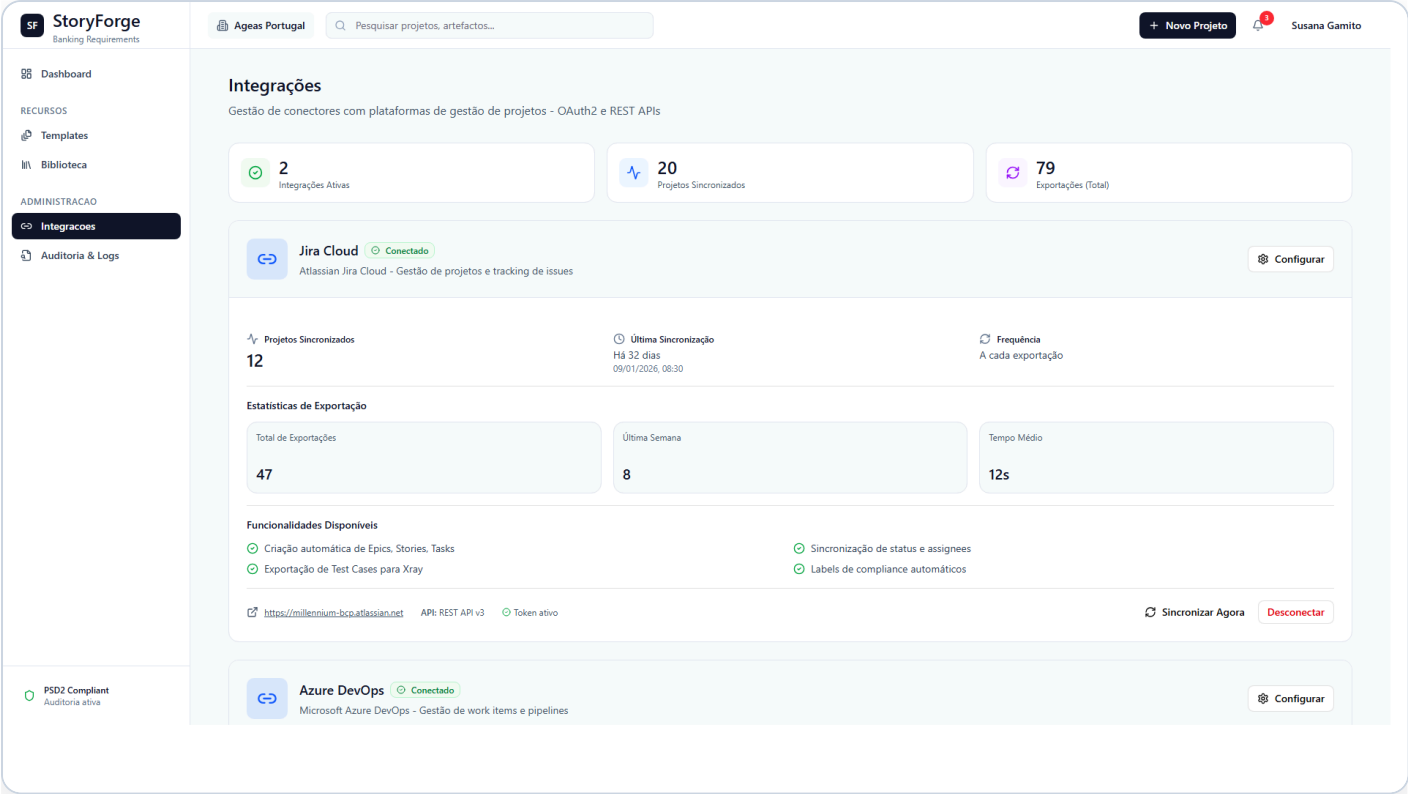 SF
StoryForge
Banking Requirements
Ageas Portugal
Pesquisar projetos, artefactos...
+ Novo Projeto
3
Susana Gamito
Dashboard
RECURSOS
Templates
Biblioteca
ADMINISTRACAO
Integracoes
Auditoria & Logs
PSD2 Compliant
Auditoria ativa
Integrações
Gestão de conectores com plataformas de gestão de projetos - OAuth2 e REST APIs
2
Integrações Ativas
20
Projetos Sincronizados
79
Exportações (Total)
Jira Cloud
Conectado
Atlassian Jira Cloud - Gestão de projetos e tracking de issues
Configurar
Projetos Sincronizados
12
Última Sincronização
Há 32 dias
09/01/2026, 08:30
Frequência
A cada exportação
Estatísticas de Exportação
Total de Exportações
47
Última Semana
8
Tempo Médio
12s
Funcionalidades Disponíveis
Criação automática de Epics, Stories, Tasks
Sincronização de status e assignees
Exportação de Test Cases para Xray
Labels de compliance automáticos
https://millennium-bcp.atlassian.net
API: REST API v3
Token ativo
Sincronizar Agora
Desconectar
Azure DevOps
Conectado
Microsoft Azure DevOps - Gestão de work items e pipelines
Configurar